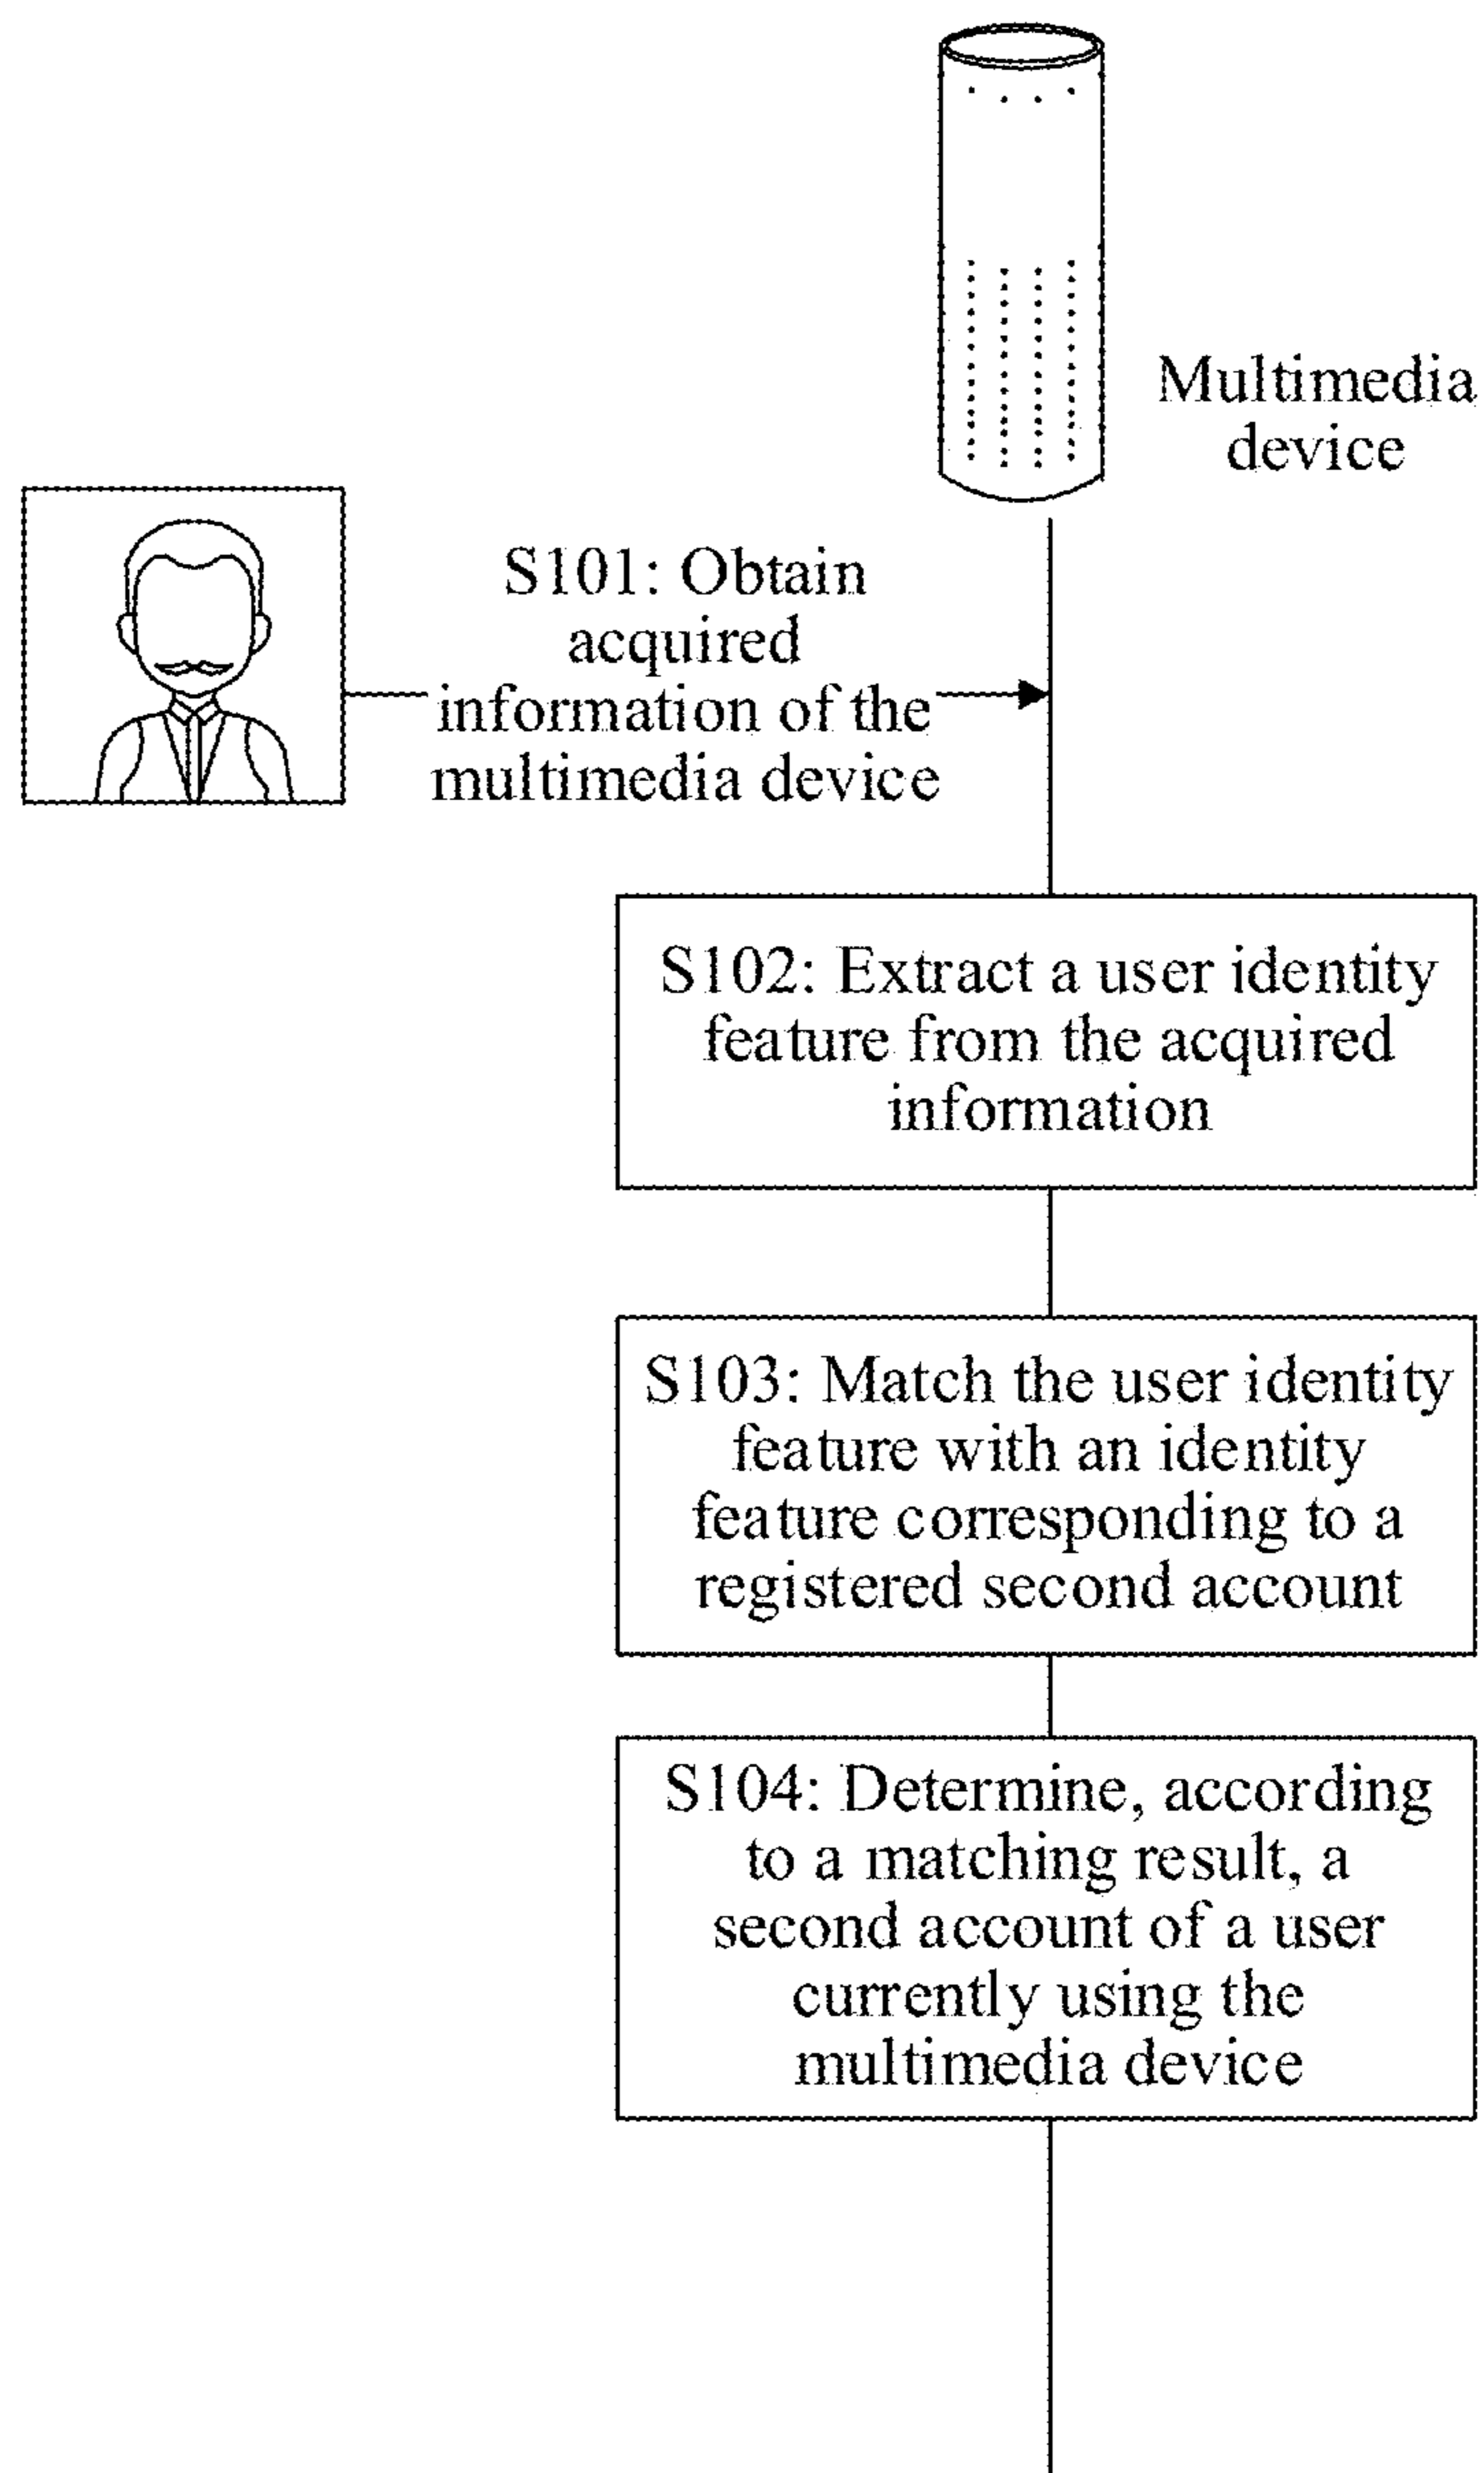 Multimedia
device
S101: Obtain
acquired
information of the
multimedia device
S102: Extract a user identity
feature from the acquired
information
S103: Match the user identity
feature with an identity
feature corresponding to a
registered second account
S104: Determine, according
to a matching result, a
second account of a user
currently using the
multimedia device